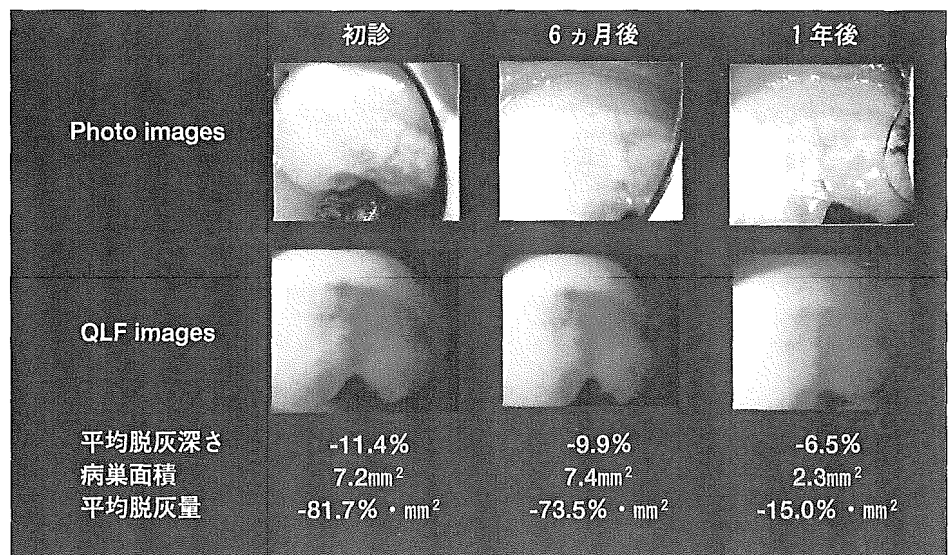 初診 6ヵ月後 1年後
Photo images
QLF images
平均脱灰深さ -11.4% -9.9% -6.5%
病巣面積 7.2mm² 7.4mm² 2.3mm²
平均脱灰量 -81.7%・mm² -73.5%・mm² -15.0%・mm²